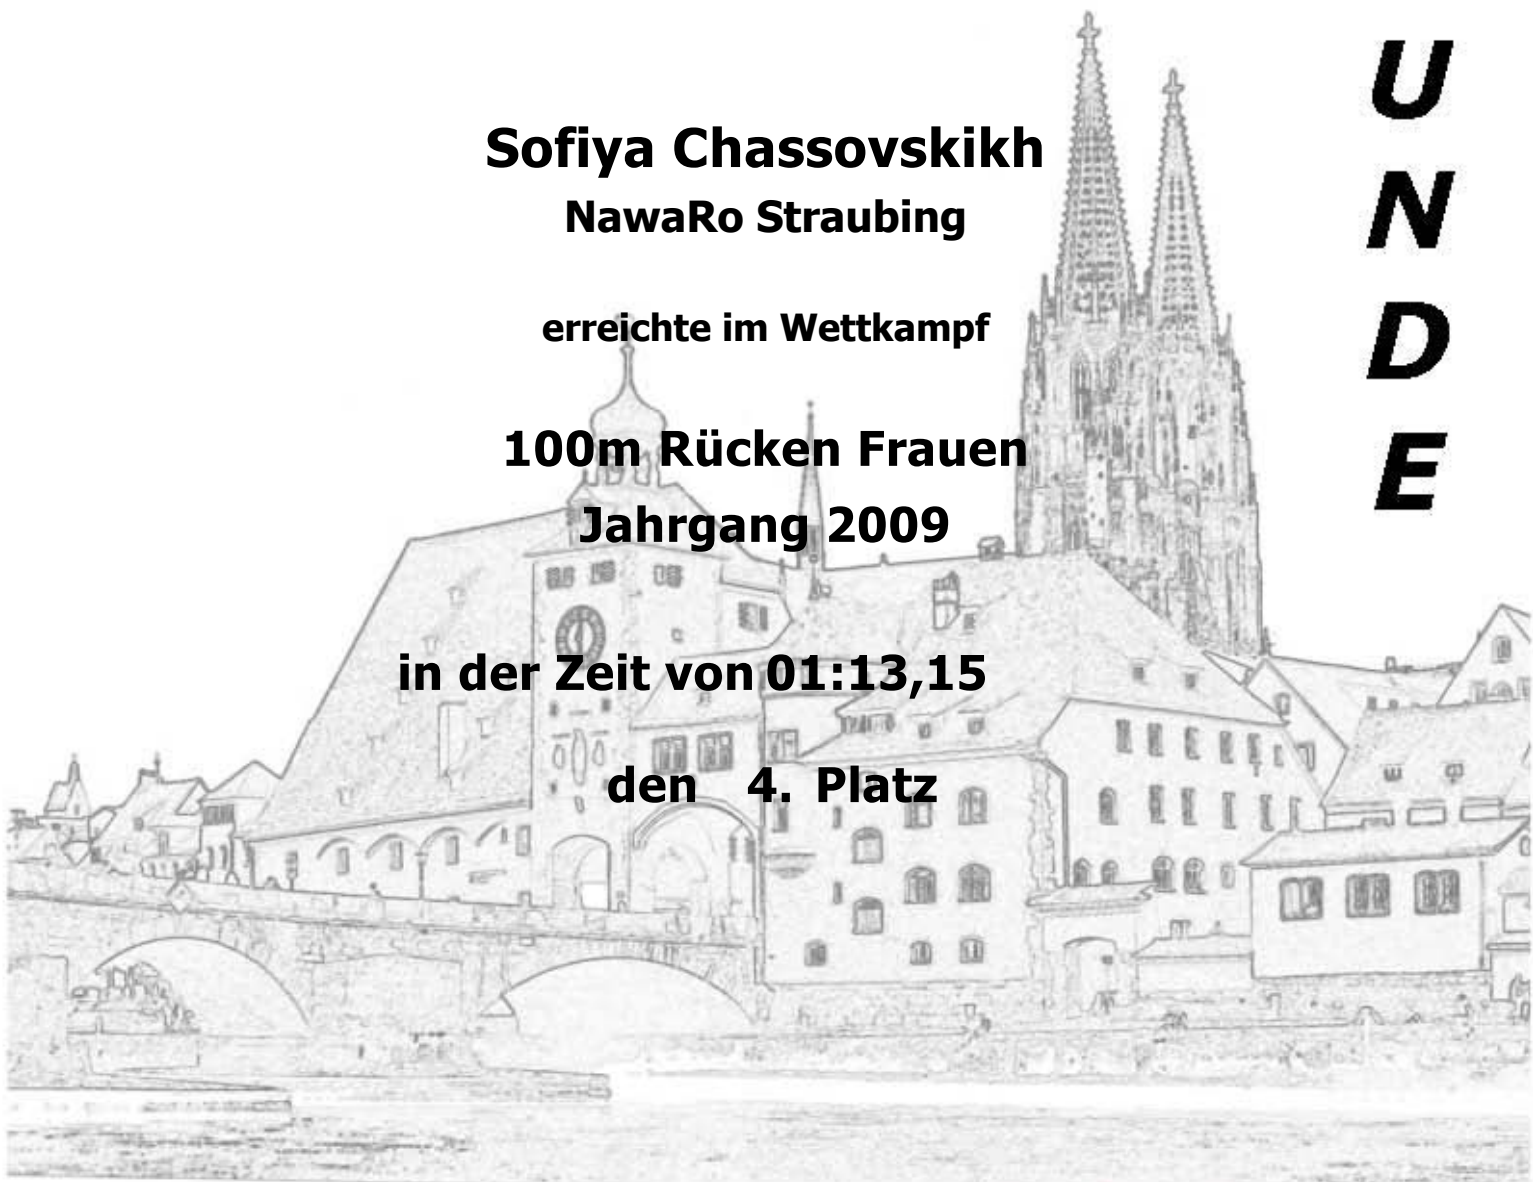 Sofiya Chassovskikh
NawaRo Straubing
erreichte im Wettkampf
100m Rücken Frauen
Jahrgang 2009
in der Zeit von 01:13,15
den 4. Platz
U
N
D
E